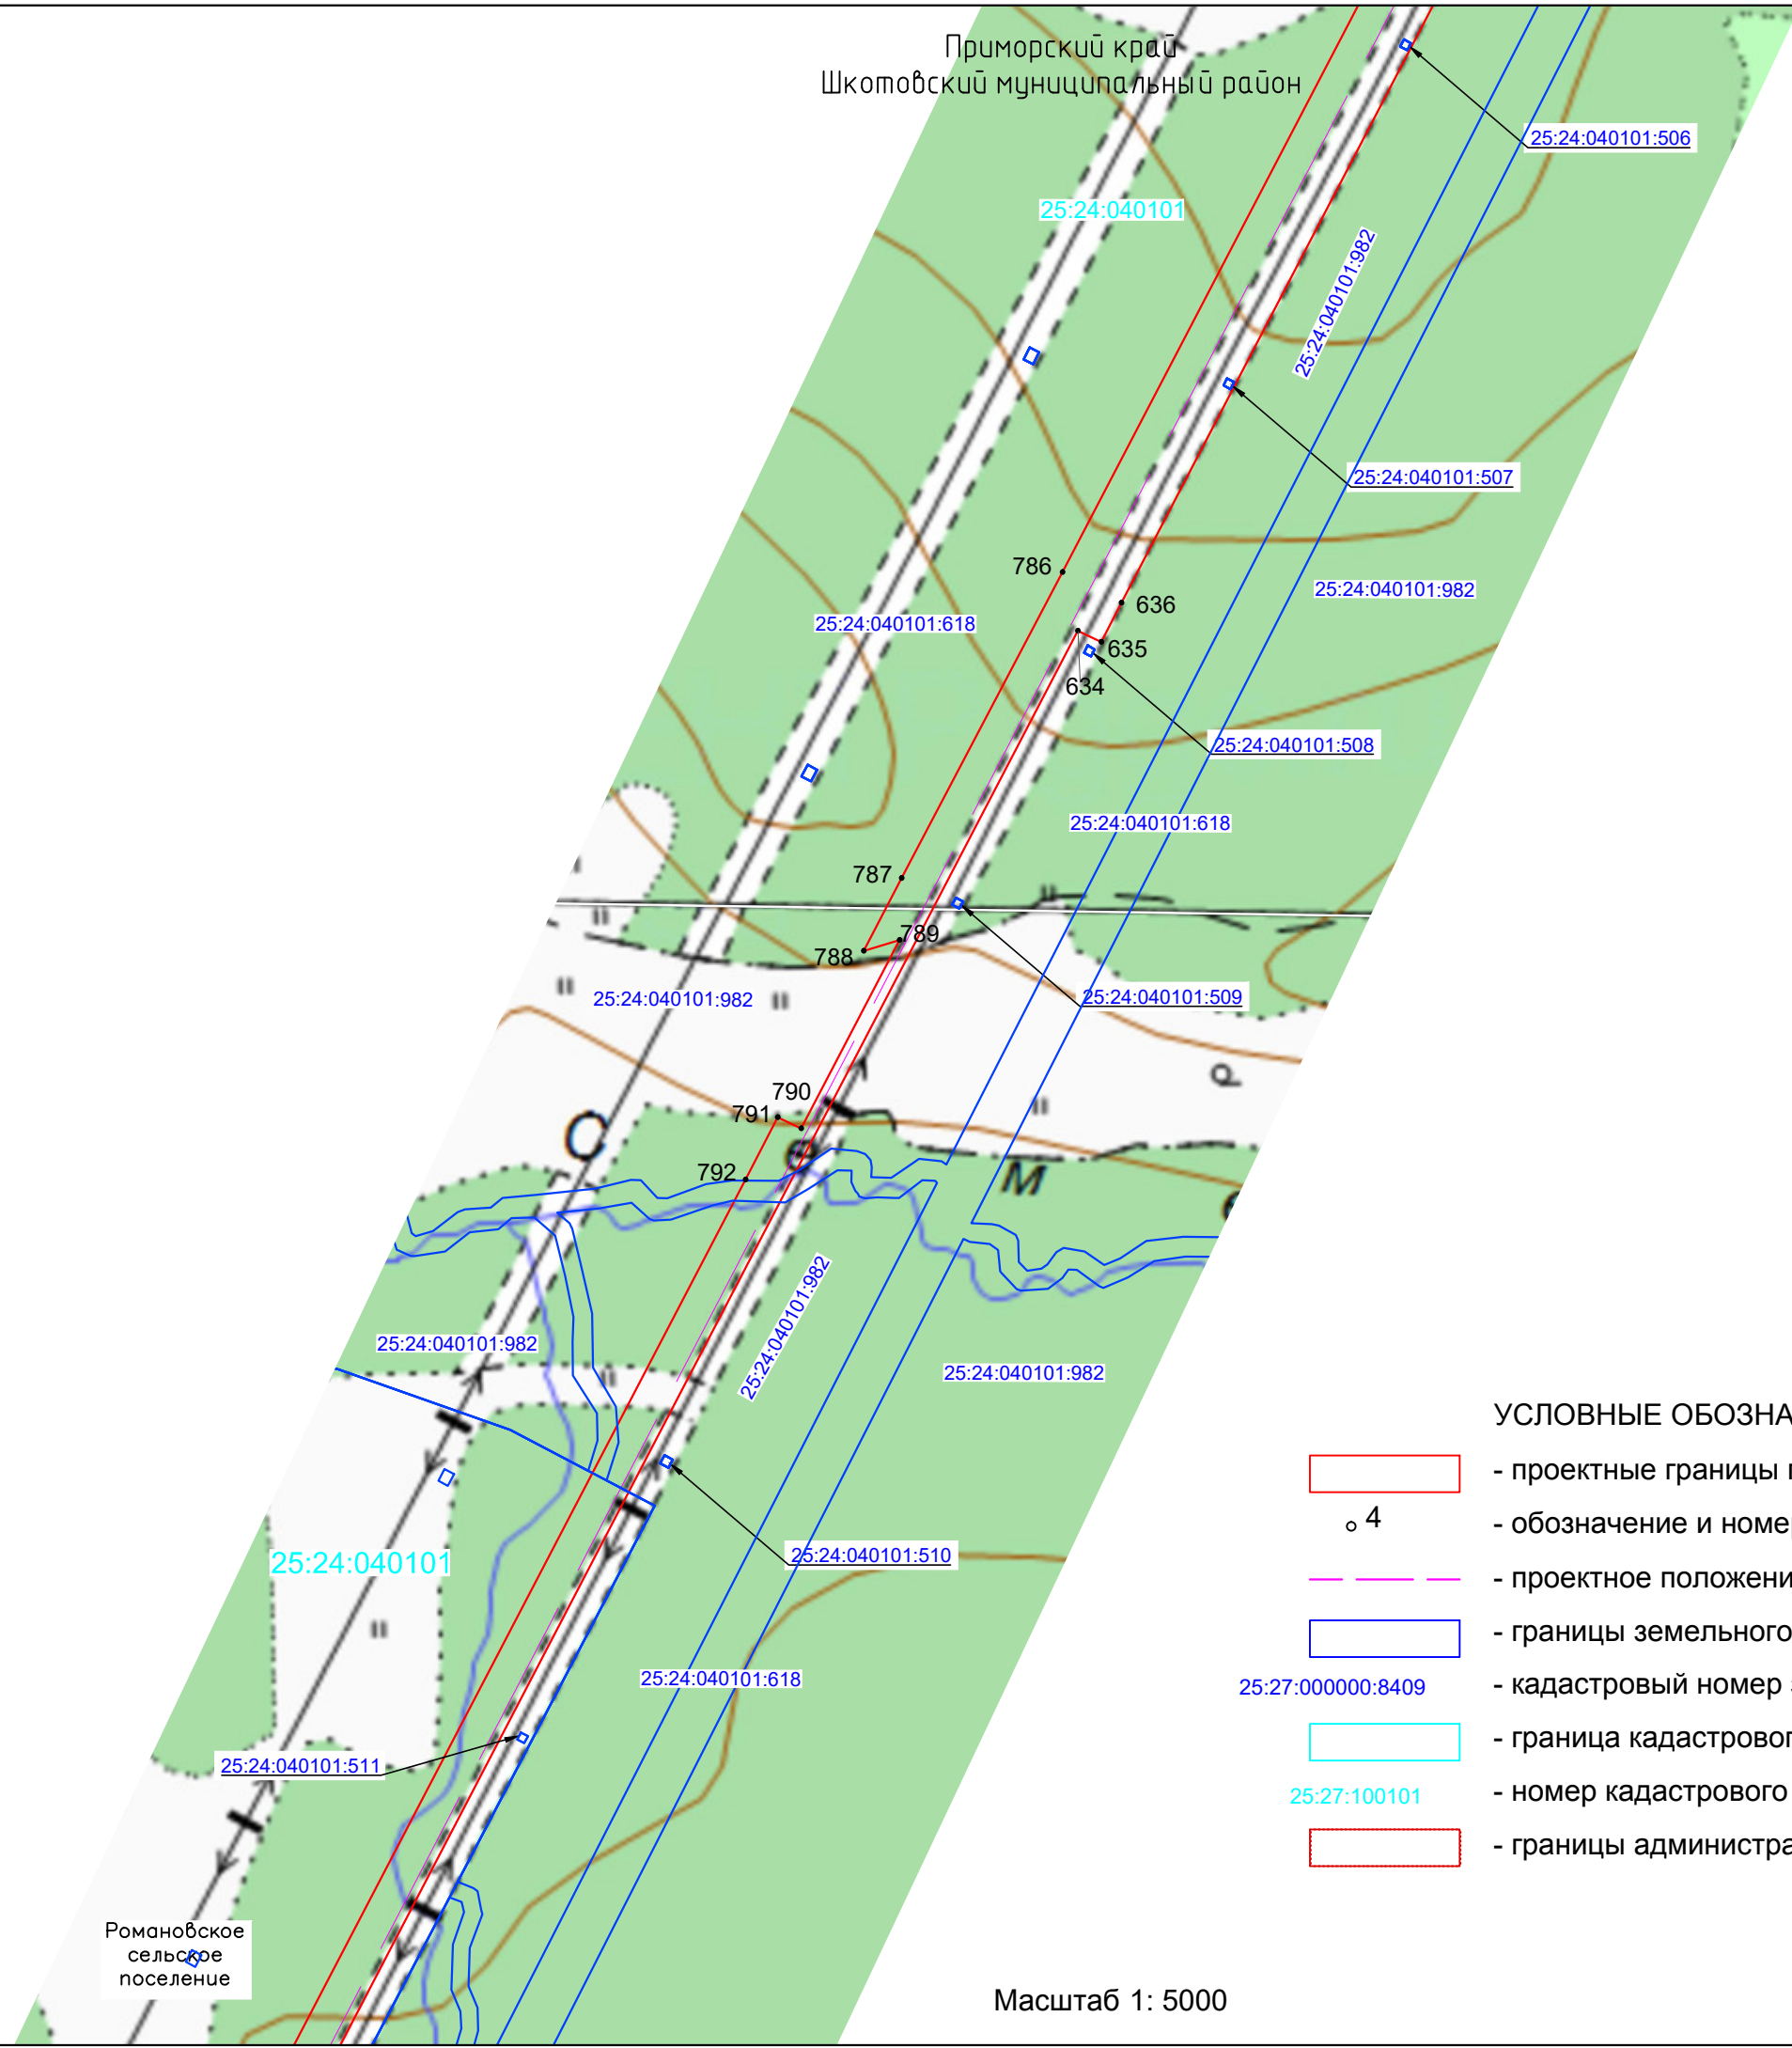 Приморский край
Шкотовский муниципальный район
25:24:040101:506
25:24:040101
25:24:040101:982
25:24:040101:507
786
636
25:24:040101:982
25:24:040101:618
635
634
25:24:040101:508
25:24:040101:618
787
789
788
25:24:040101:982
25:24:040101:509
790
791
С
792
М
25:24:040101:982
25:24:040101:982
25:24:040101:982
УСЛОВНЫЕ ОБОЗНА
- проектные границы
4
- обозначение и номе
25:24:040101:510
25:24:040101
- проектное положени
- границы земельного
25:24:040101:618
25:27:000000:8409
- кадастровый номер
- граница кадастрово
25:24:040101:511
25:27:100101
- номер кадастрового
- границы администра
Романовское
сельское
поселение
Масштаб 1: 5000